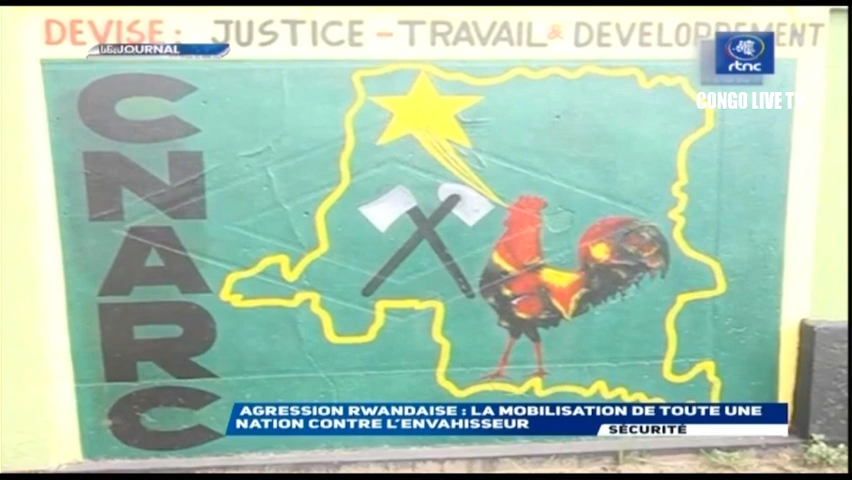 DEVISE: JUSTICE - TRAVAIL & DEVELOPPEMENT
LE JOURNAL
rtnc
CONGO LIVE TV
CNARC
AGRESSION RWANDAISE : LA MOBILISATION DE TOUTE UNE
NATION CONTRE L'ENVAHISSEUR
SÉCURITÉ